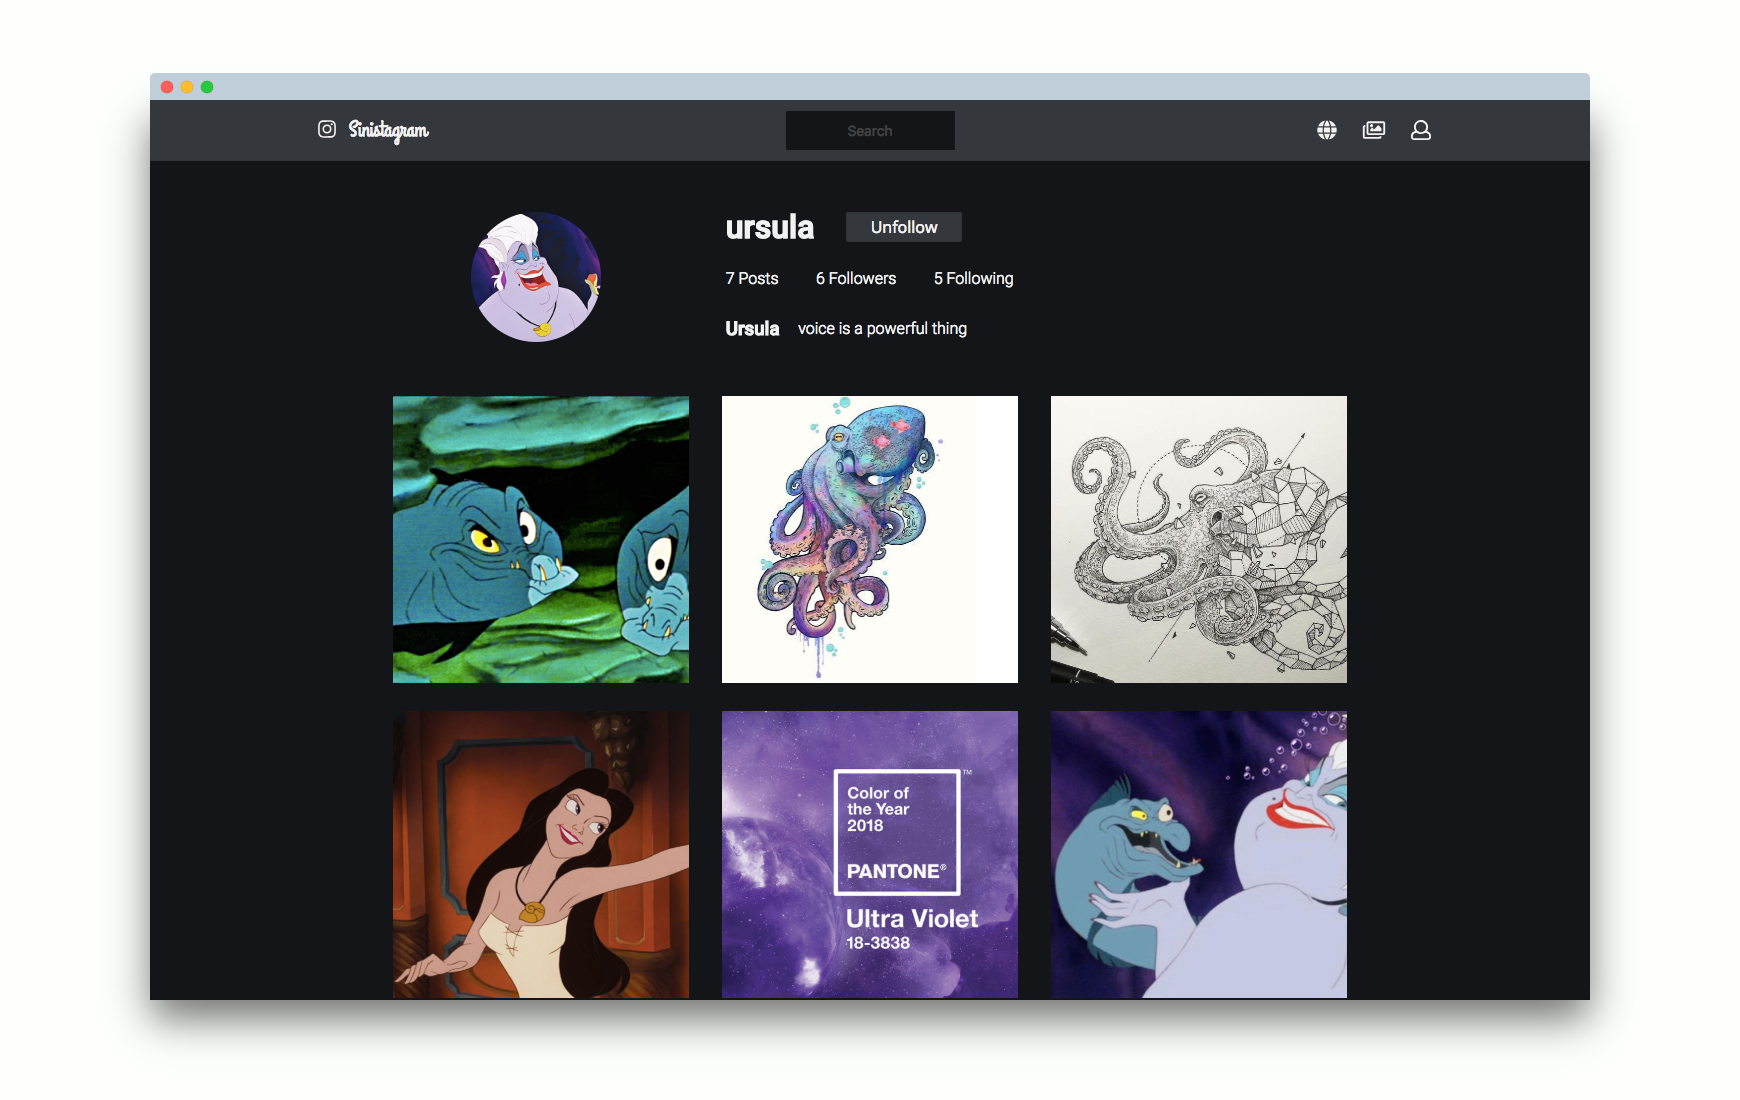 Sinistagram
Search
ursula
Unfollow
7 Posts
6 Followers
5 Following
Ursula
voice is a powerful thing
Color of
the Year
2018
PANTONE®
™
Ultra Violet
18-3838